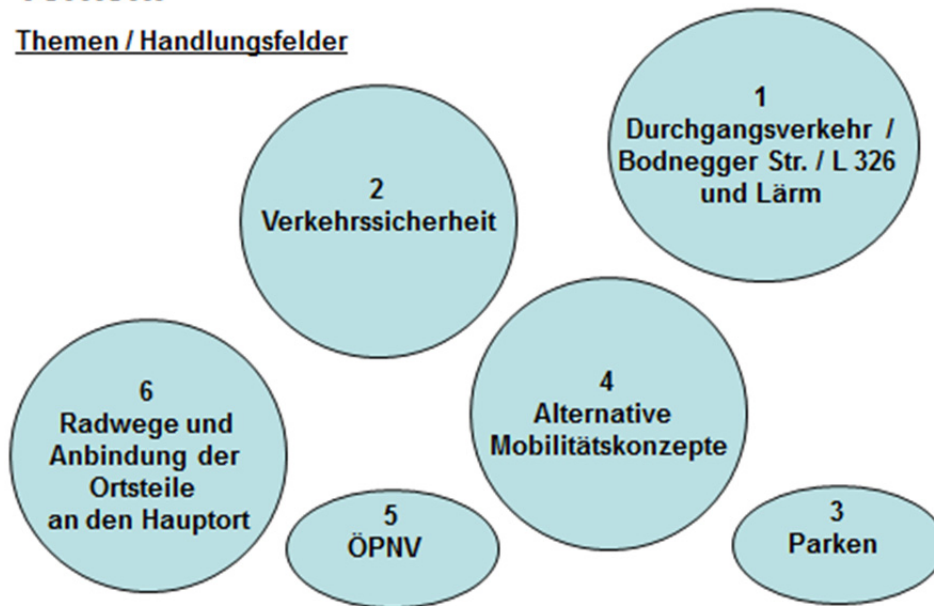 Themen / Handlungsfelder
1
Durchgangsverkehr /
Bodnegger Str. / L 326
und Lärm
2
Verkehrssicherheit
4
Alternative
Mobilitätskonzepte
6
Radwege und
Anbindung der
Ortsteile
an den Hauptort
5
ÖPNV
3
Parken